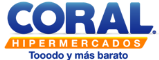 CORAL
HIPERMERCADOS
Tooodo y más barato